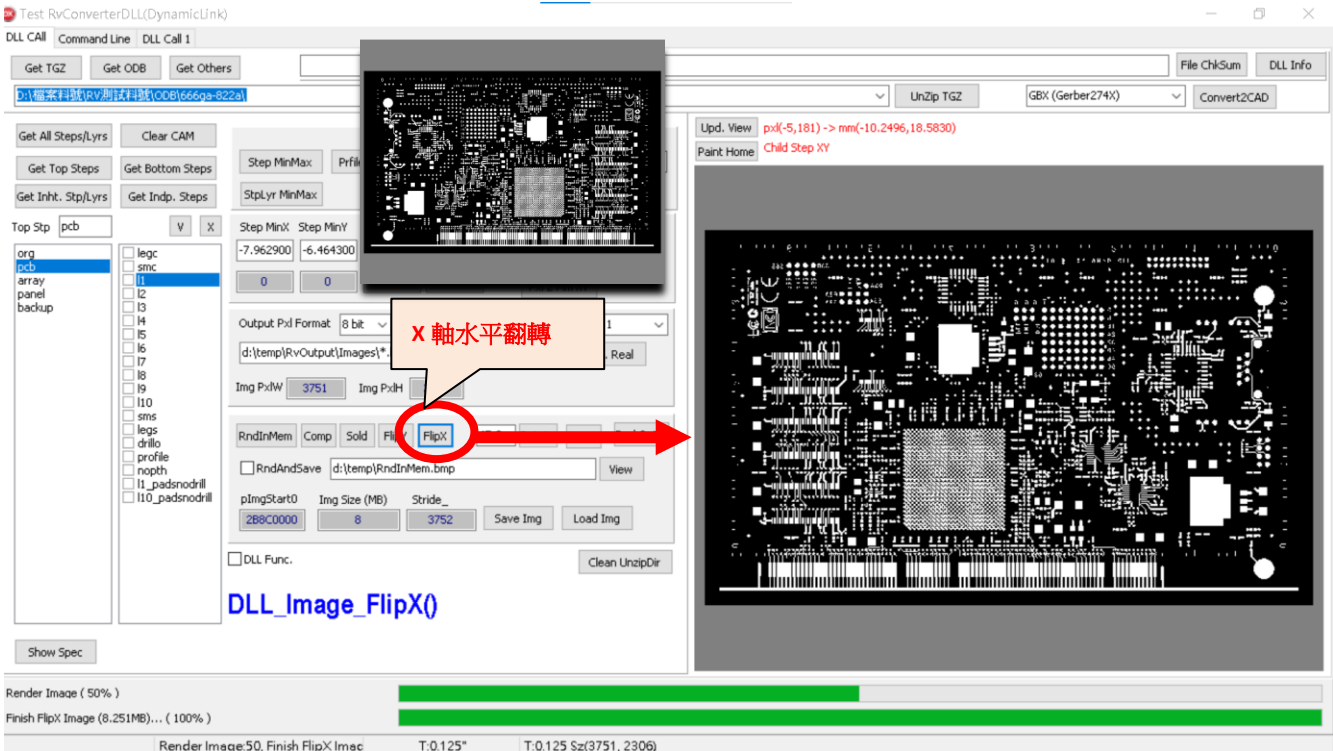 Test RvConverterDLL(DynamicLink)
DLL CAll Command Line DLL Call 1
Get TGZ Get ODB Get Others File ChkSum DLL Info
D:\檔案料號\RV測試料號\ODB\666ga-822a\ UnZip TGZ GBX (Gerber274X) Convert2CAD
Get All Steps/Lyrs Clear CAM
Upd. View pxl(-5,181) -> mm(-10.2496,18.5830)
Paint Home Child Step XY
Get Top Steps Get Bottom Steps Step MinMax
Get Inht. Stp/Lyrs Get Indp. Steps StpLyr MinMax
Top Stp pcb V X Step MinX Step MinY
-7.962900 -6.464300
0 0
org
pcb
array
panel
backup
legc
smc
l1
l2
l3
l4
l5
l6
l7
l8
l9
l10
sms
legs
drillo
profile
nopth
l1_padsnodrill
l10_padsnodrill
Output Pxl Format 8 bit 1
X 軸水平翻轉
d:\temp\RvOutput\Images\*. Real
Img PxlW 3751 Img PxlH
RndInMem Comp Sold FlipX
RndAndSave d:\temp\RndInMem.bmp View
pImgStart0 Img Size (MB) Stride_
2B8C0000 8 3752 Save Img Load Img
DLL Func. Clean UnzipDir
DLL_Image_FlipX()
Show Spec
Render Image ( 50% )
Finish FlipX Image (8.251MB)... ( 100% )
Render Image:50, Finish FlipX Imac T:0.125" T:0.125 Sz(3751, 2306)